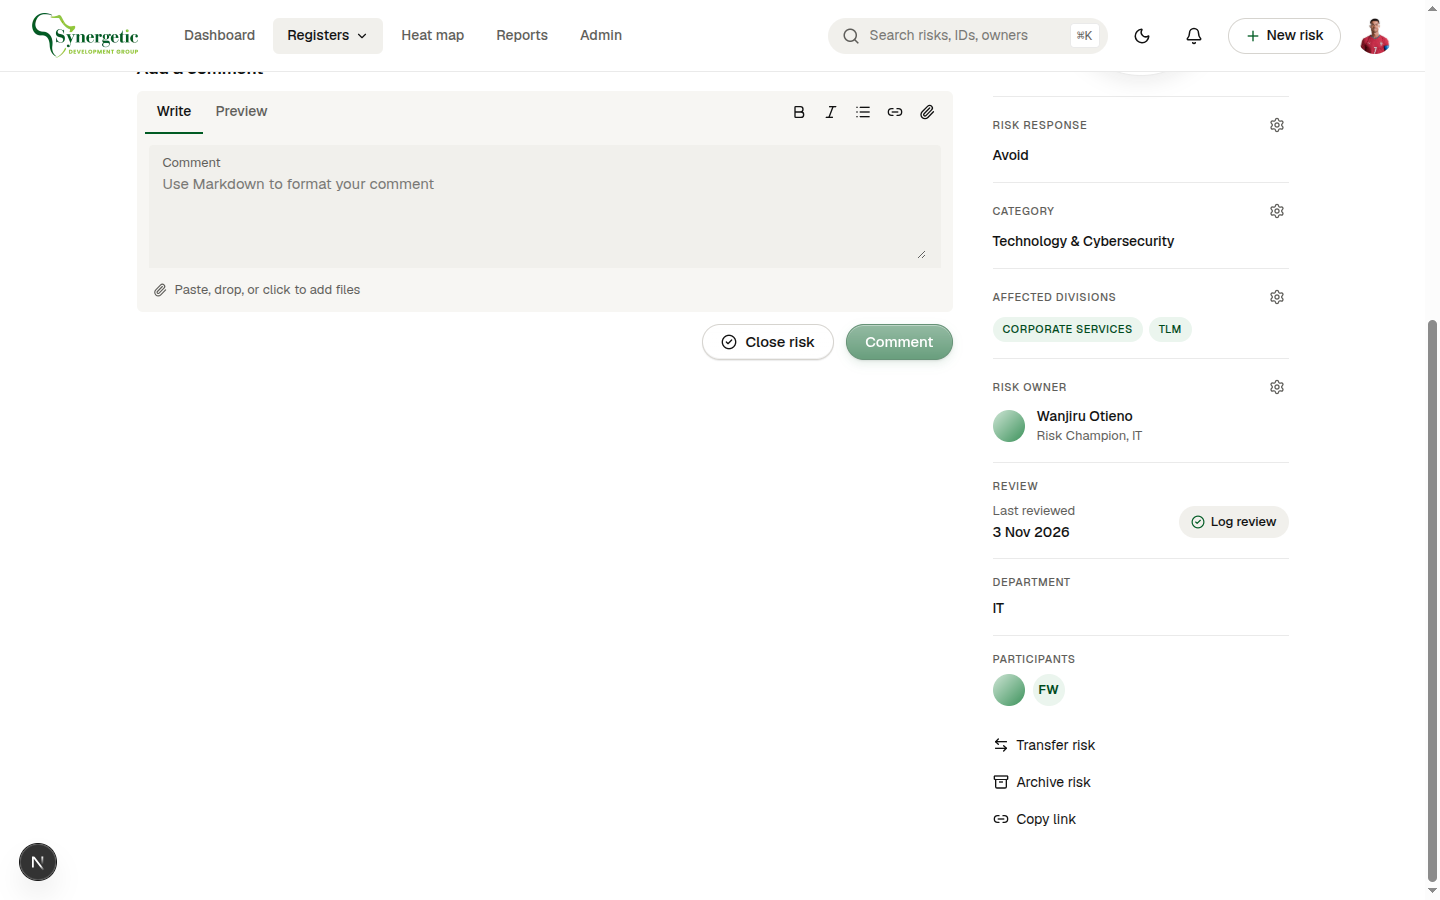 Synergetic
DEVELOPMENT GROUP
Dashboard
Registers
Heat map
Reports
Admin
Search risks, IDs, owners
⌘K
New risk
Add a comment
Write
Preview
Comment
Use Markdown to format your comment
Paste, drop, or click to add files
Close risk
Comment
RISK RESPONSE
Avoid
CATEGORY
Technology & Cybersecurity
AFFECTED DIVISIONS
CORPORATE SERVICES
TLM
RISK OWNER
Wanjiru Otieno
Risk Champion, IT
REVIEW
Last reviewed
3 Nov 2026
Log review
DEPARTMENT
IT
PARTICIPANTS
FW
Transfer risk
Archive risk
Copy link
N